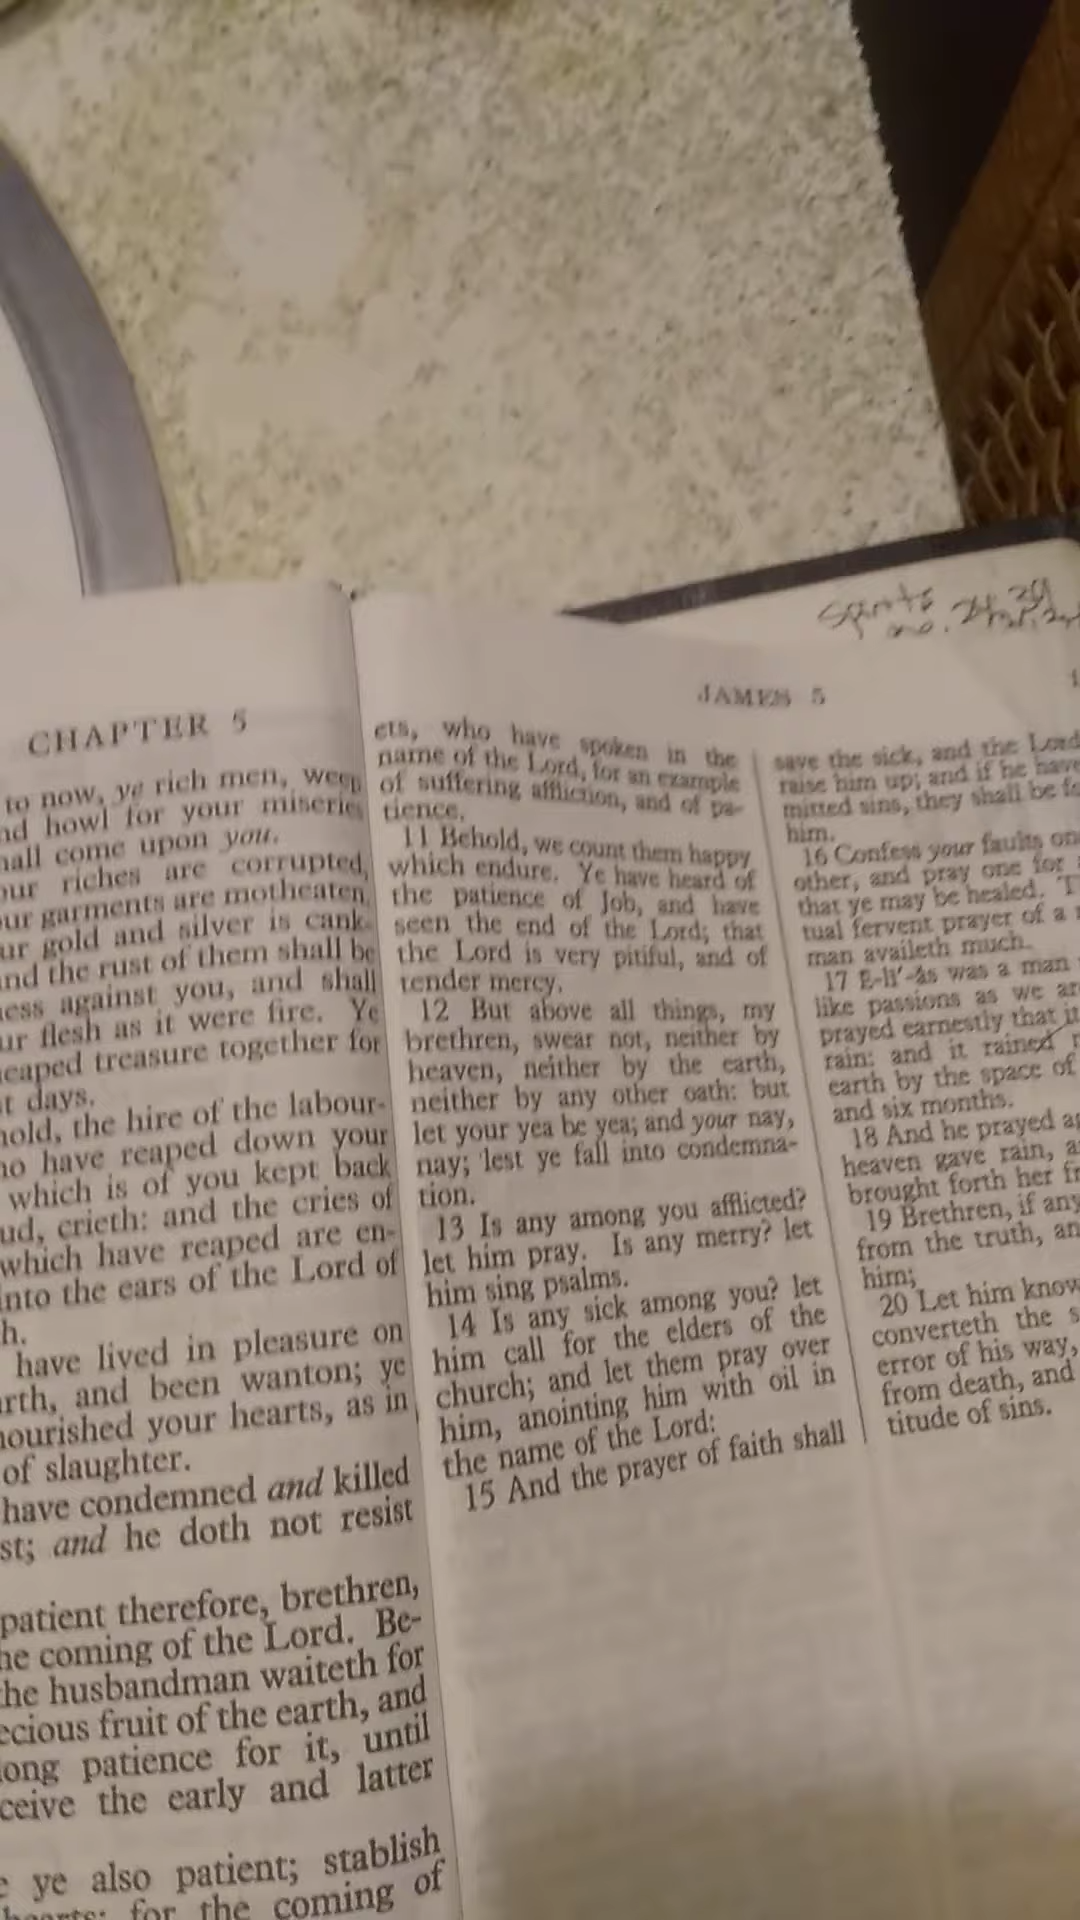 CHAPTER 5
to now, ye rich men, weep
nd howl for your miseries
hall come upon you.
our riches are corrupted,
our garments are motheaten.
ur gold and silver is cank-
and the rust of them shall be
ness against you, and shall
ur flesh as it were fire. Ye
heaped treasure together for
st days.
hold, the hire of the labour-
ho have reaped down your
which is of you kept back
ud, crieth: and the cries of
which have reaped are en-
into the ears of the Lord of
h.
have lived in pleasure on
arth, and been wanton; ye
nourished your hearts, as in
of slaughter.
have condemned and killed
st; and he doth not resist
patient therefore, brethren,
he coming of the Lord. Be-
the husbandman waiteth for
ecious fruit of the earth, and
long patience for it, until
ceive the early and latter
e ye also patient; stablish
hearts: for the coming of
JAMES 5
ets, who have spoken in the
name of the Lord, for an example
of suffering affliction, and of pa-
tience.
11 Behold, we count them happy
which endure. Ye have heard of
the patience of Job, and have
seen the end of the Lord; that
the Lord is very pitiful, and of
tender mercy.
12 But above all things, my
brethren, swear not, neither by
heaven, neither by the earth,
neither by any other oath: but
let your yea be yea; and your nay,
nay; lest ye fall into condemna-
tion.
13 Is any among you afflicted?
let him pray. Is any merry? let
him sing psalms.
14 Is any sick among you? let
him call for the elders of the
church; and let them pray over
him, anointing him with oil in
the name of the Lord:
15 And the prayer of faith shall
save the sick, and the Lord
raise him up; and if he have
mitted sins, they shall be fo
him.
16 Confess your faults on
other, and pray one for
that ye may be healed. T
tual fervent prayer of a r
man availeth much.
17 E-li'-as was a man
like passions as we ar
prayed earnestly that it
rain: and it rained n
earth by the space of
and six months.
18 And he prayed ag
heaven gave rain, a
brought forth her fr
19 Brethren, if any
from the truth, an
him;
20 Let him know
converteth the s
error of his way,
from death, and
titude of sins.